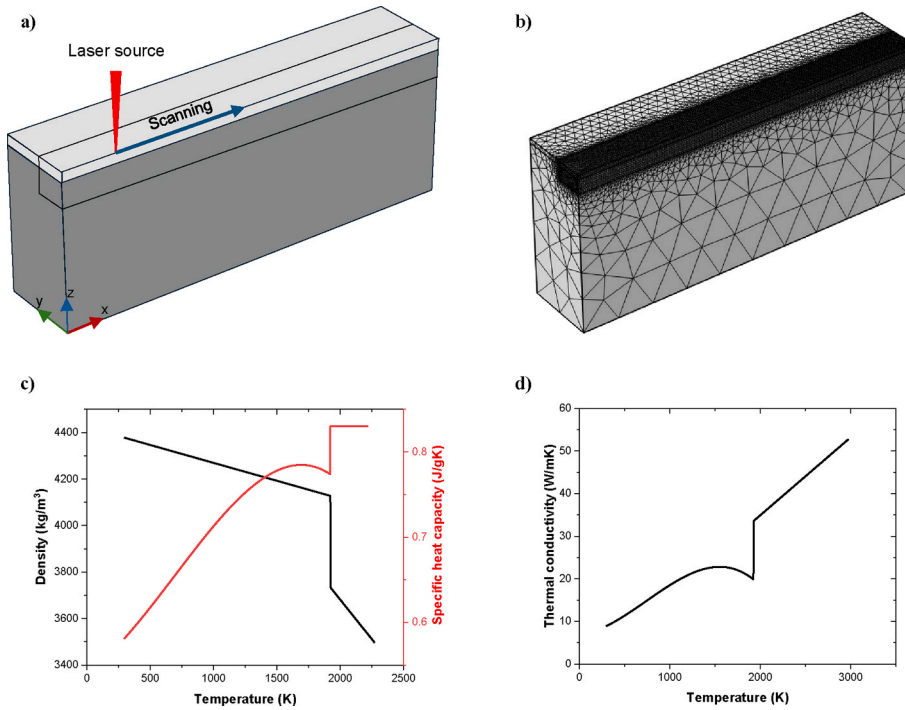 a)
Laser source
Scanning
z
y
x
b)
c)
4400
4200
4000
3800
3600
3400
Density (kg/m³)
0.8
0.7
0.6
Specific heat capacity (J/gK)
0
500
1000
1500
2000
2500
Temperature (K)
d)
60
50
40
30
20
10
0
Thermal conductivity (W/mK)
0
1000
2000
3000
Temperature (K)